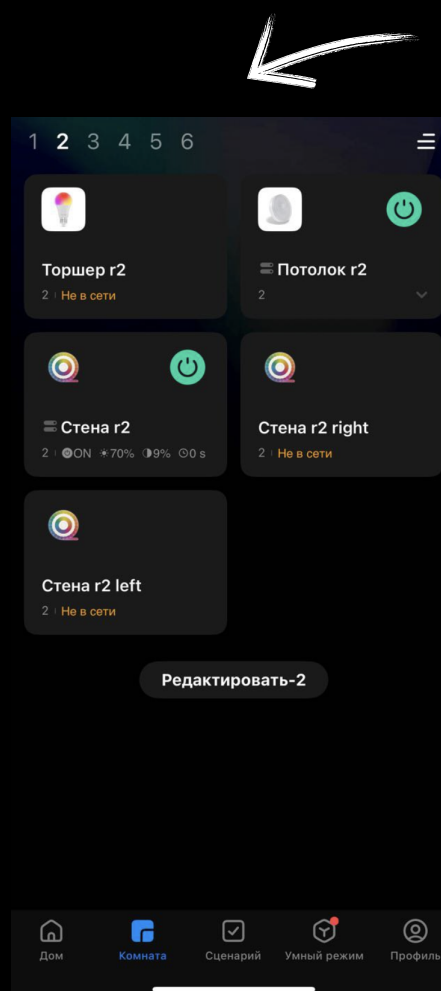 1 2 3 4 5 6
Торшер r2
2 Не в сети
Потолок r2
2
Стена r2
2 ON 70% 9% 0 s
Стена r2 right
2 Не в сети
Стена r2 left
2 Не в сети
Редактировать-2
Дом Комната Сценарий Умный режим Профиль